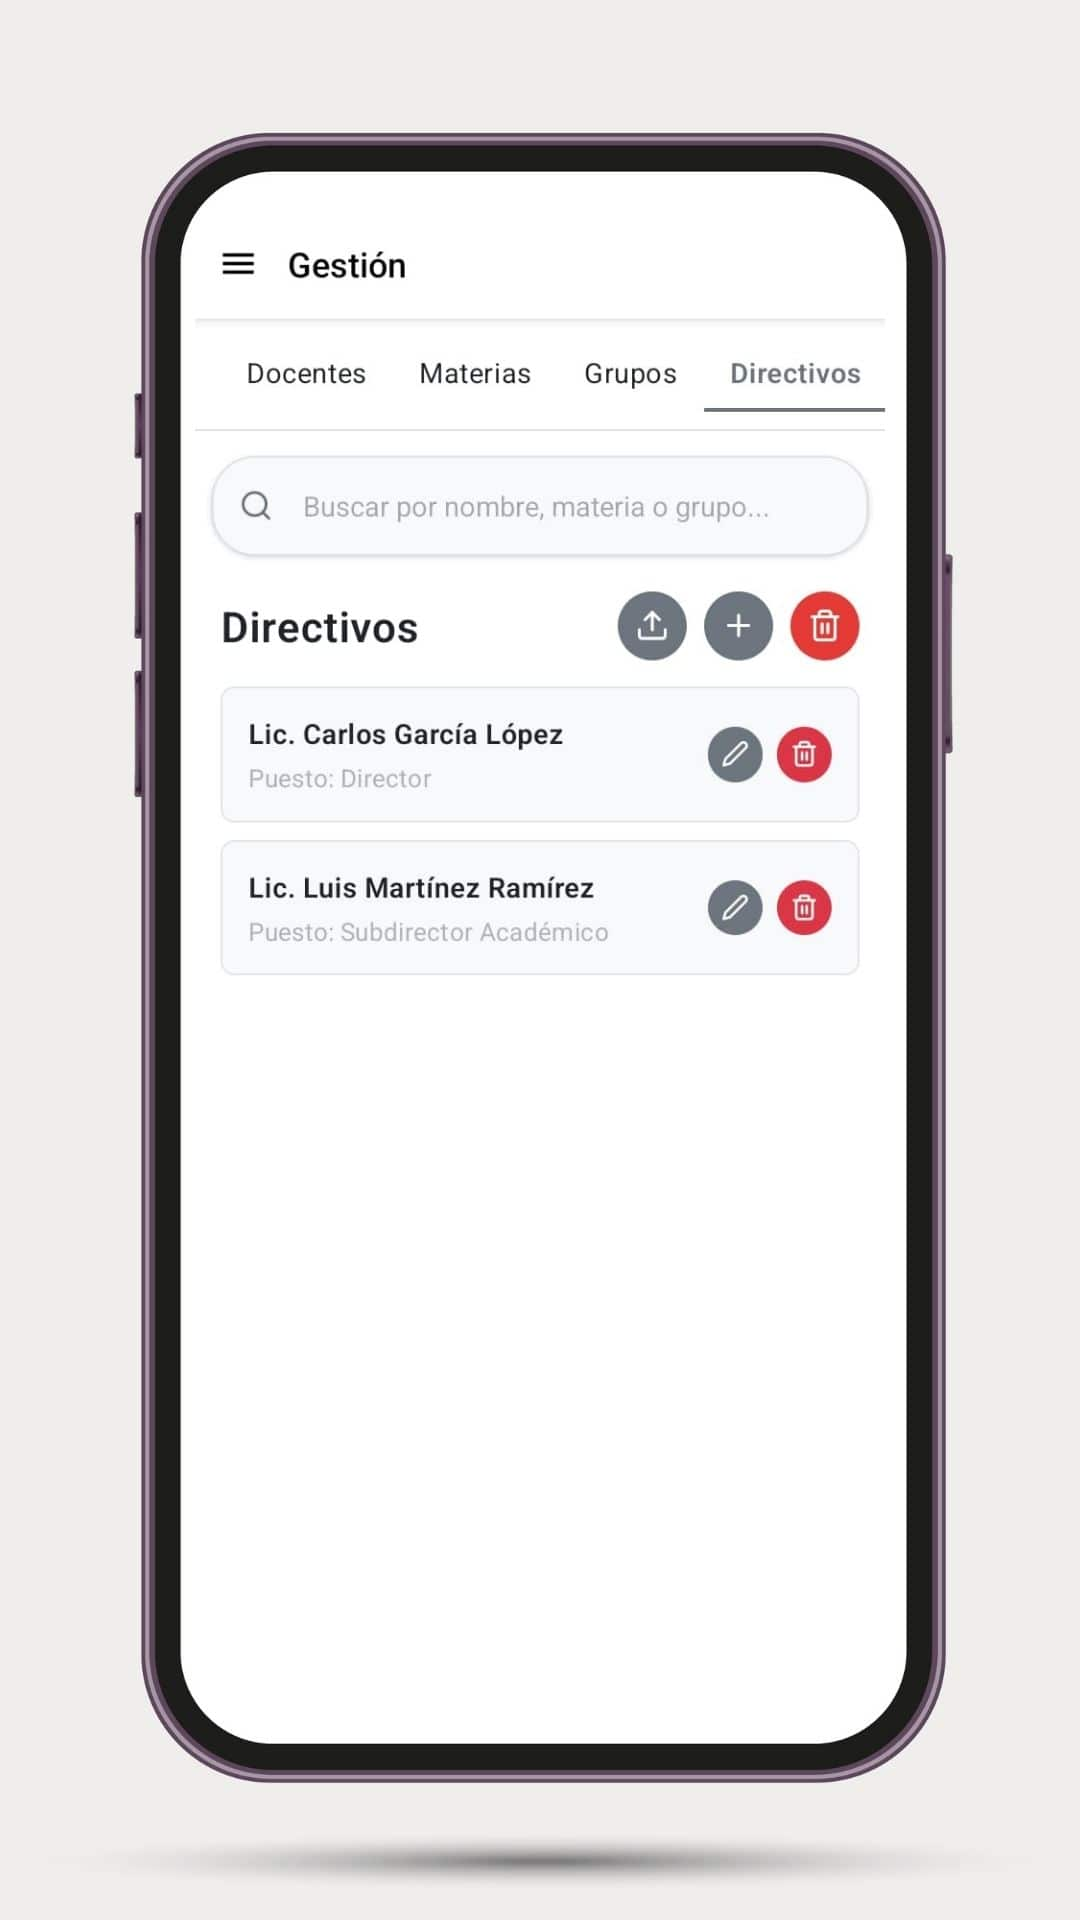 Gestión
Docentes Materias Grupos Directivos
Buscar por nombre, materia o grupo...
Directivos
Lic. Carlos García López
Puesto: Director
Lic. Luis Martínez Ramírez
Puesto: Subdirector Académico